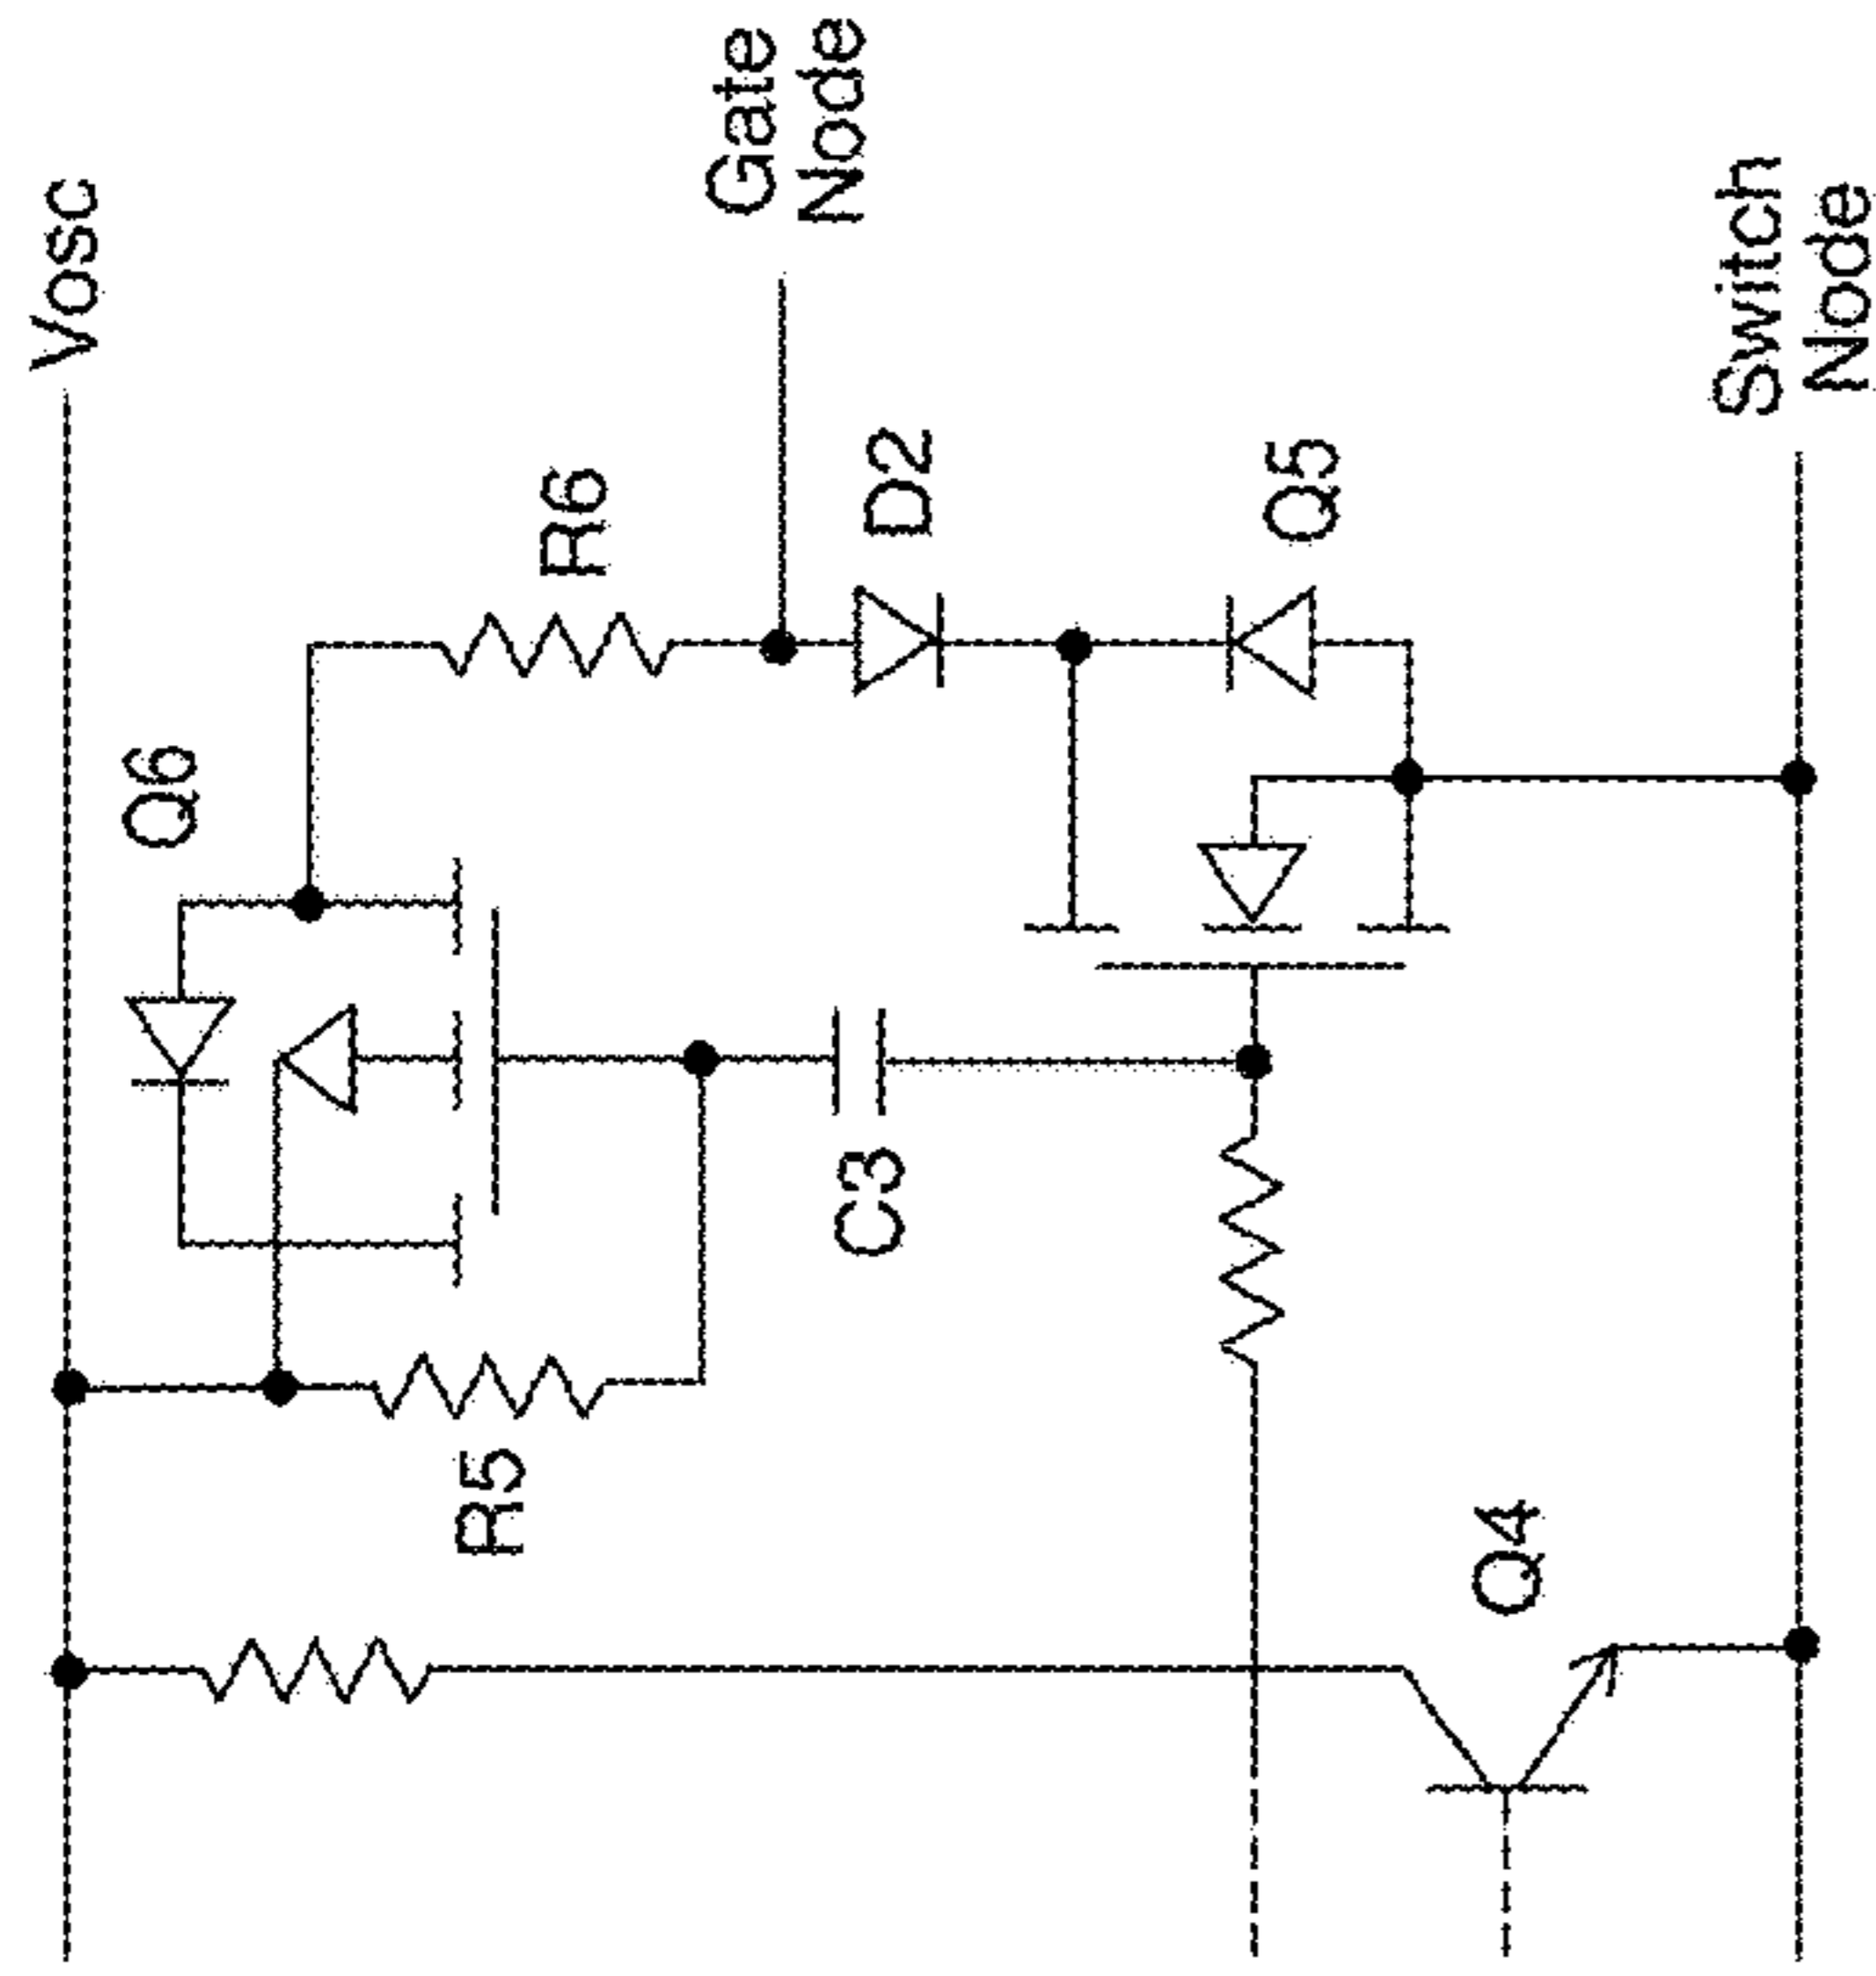 Vosc
Gate
Node
R6
D2
Q5
Switch
Node
Q6
C3
R5
Q4